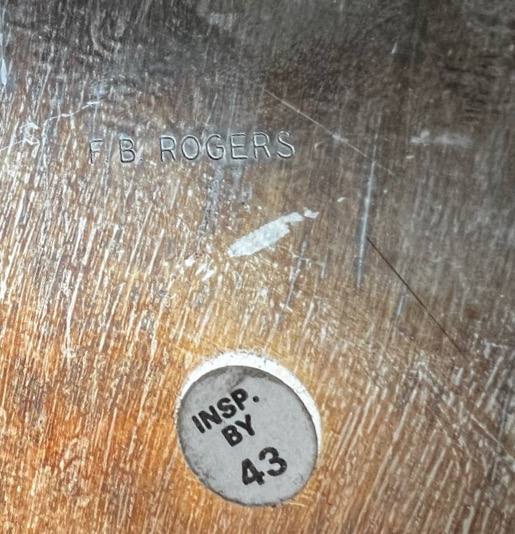 F.B. ROGERS
INSP.
BY
43